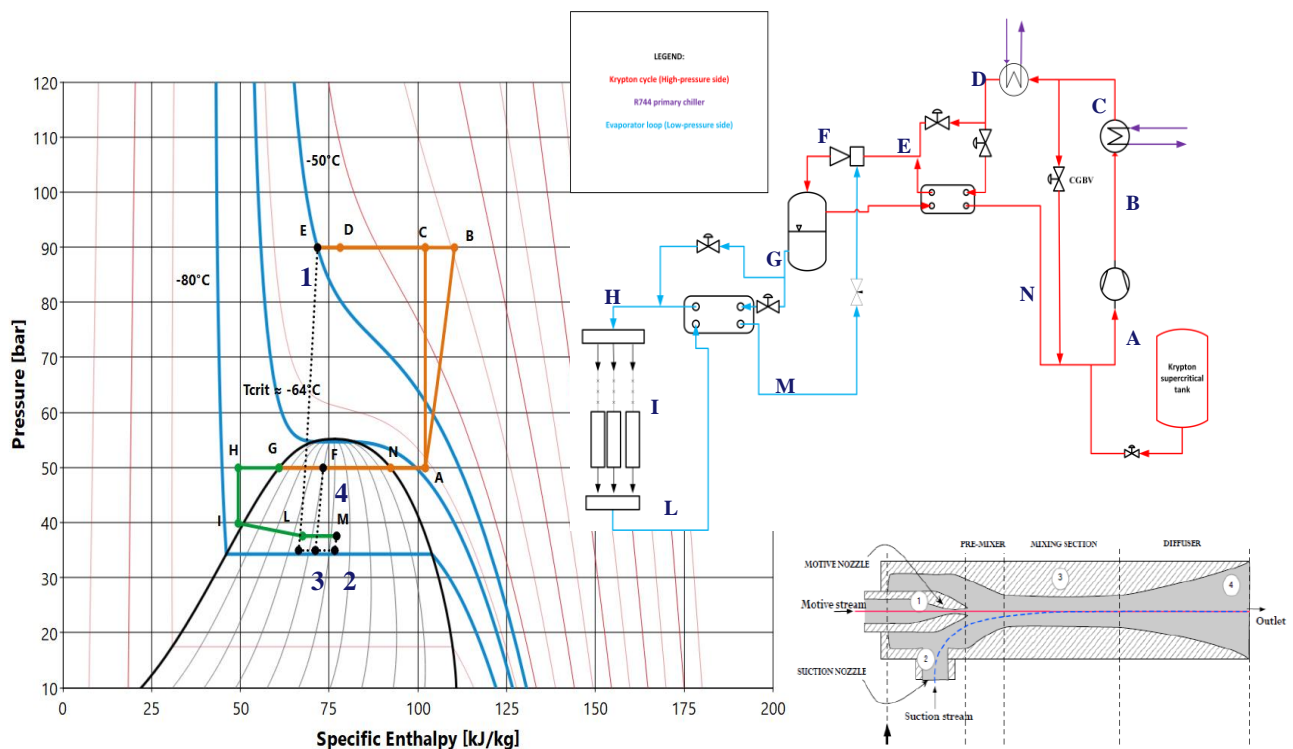 120
110
100
90
80
70
60
50
40
30
20
10
0
25
50
75
100
125
150
175
200
Pressure [bar]
Specific Enthalpy [kJ/kg]
-50°C
-80°C
Tcrit ≈ -64°C
E
D
C
B
1
H
G
F
N
A
4
I
L
M
3
2
LEGEND:
Krypton cycle (High-pressure side)
R744 primary chiller
Evaporator loop (Low-pressure side)
D
C
F
E
CGBV
B
G
N
H
A
M
I
L
Krypton
supercritical
tank
PRE-MIXER
MIXING SECTION
DIFFUSER
MOTIVE NOZZLE
3
4
1
Motive stream
Outlet
2
SUCTION NOZZLE
Suction stream